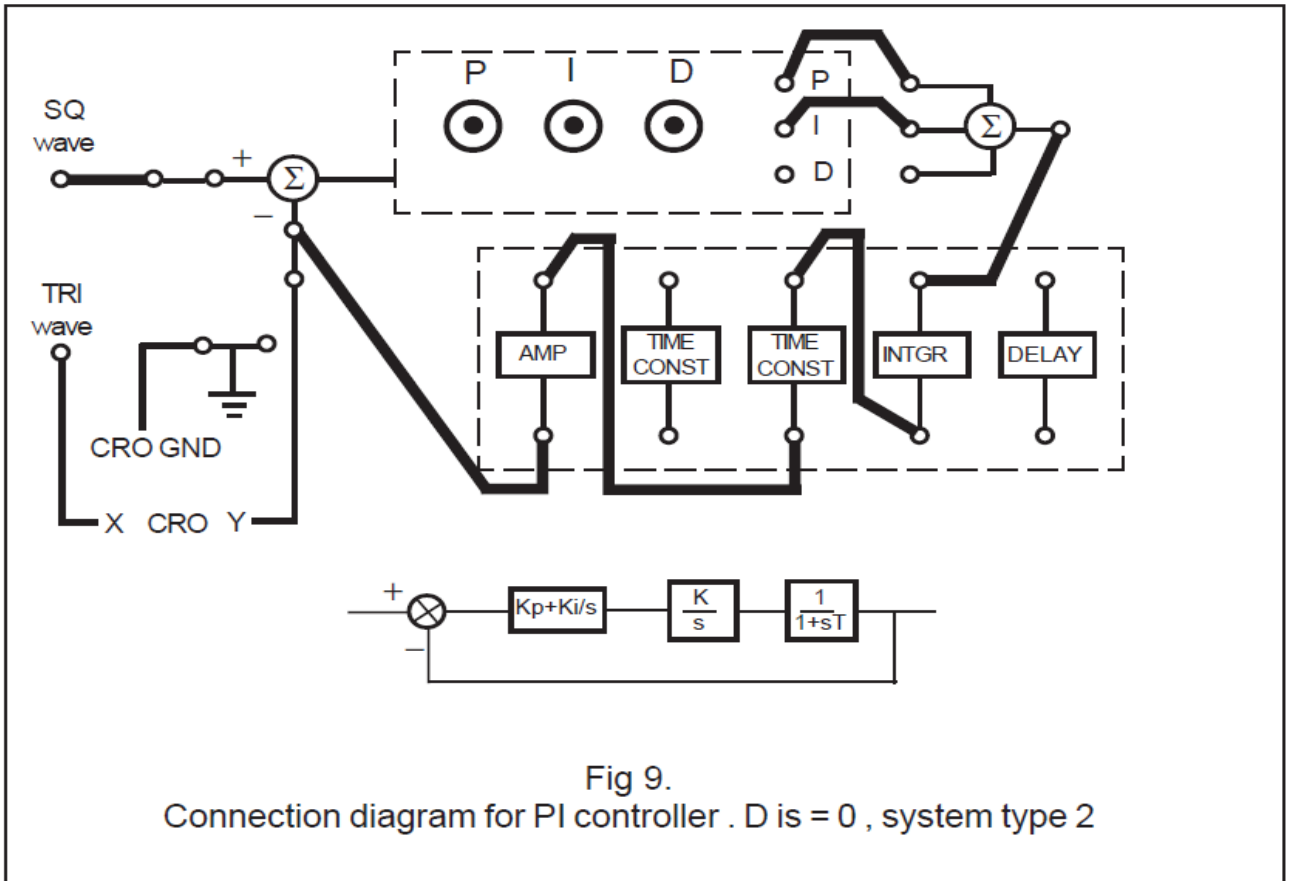 P I D
P
SQ
wave
+
Σ
I
Σ
D
−
TRI
wave
AMP
TIME
CONST
TIME
CONST
INTGR
DELAY
CRO GND
X CRO Y
+
Kp+Ki/s
K
s
1
1+sT
−
Fig 9.
Connection diagram for PI controller . D is = 0 , system type 2